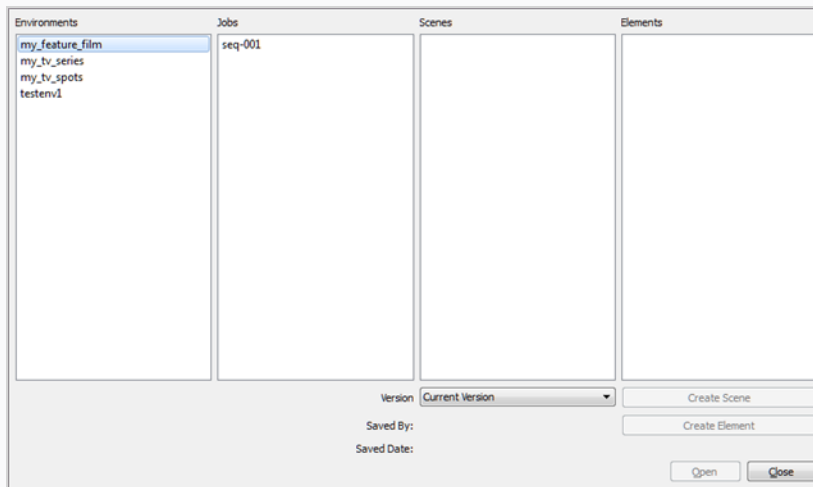 Environments Jobs Scenes Elements
my_feature_film seq-001
my_tv_series
my_tv_spots
testenv1
Version Current Version Create Scene
Saved By: Create Element
Saved Date:
Open Close